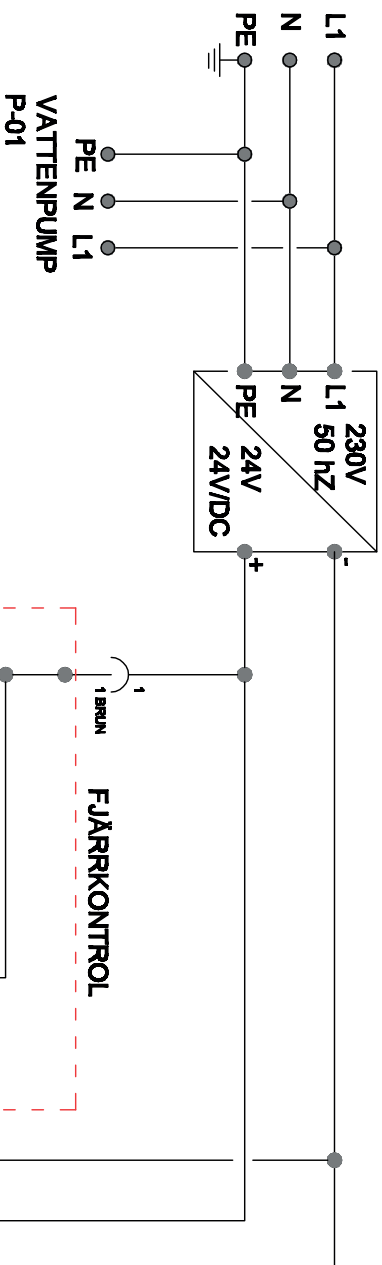 L1
N
PE
PE N L1
VATTENPUMP
P-01
L1
N
PE
230V
50 hZ
24V
24V/DC
-
+
1
1 BRUN
FJÄRRKONTROL